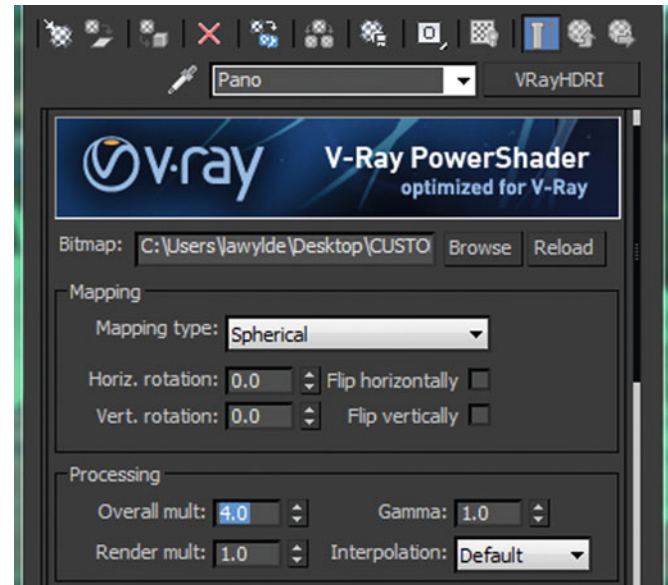 Pano VRayHDRI
v·ray V-Ray PowerShader
optimized for V-Ray
Bitmap: C:\Users\lawylde\Desktop\CUSTO Browse Reload
Mapping
Mapping type: Spherical
Horiz. rotation: 0.0 Flip horizontally
Vert. rotation: 0.0 Flip vertically
Processing
Overall mult: 4.0 Gamma: 1.0
Render mult: 1.0 Interpolation: Default